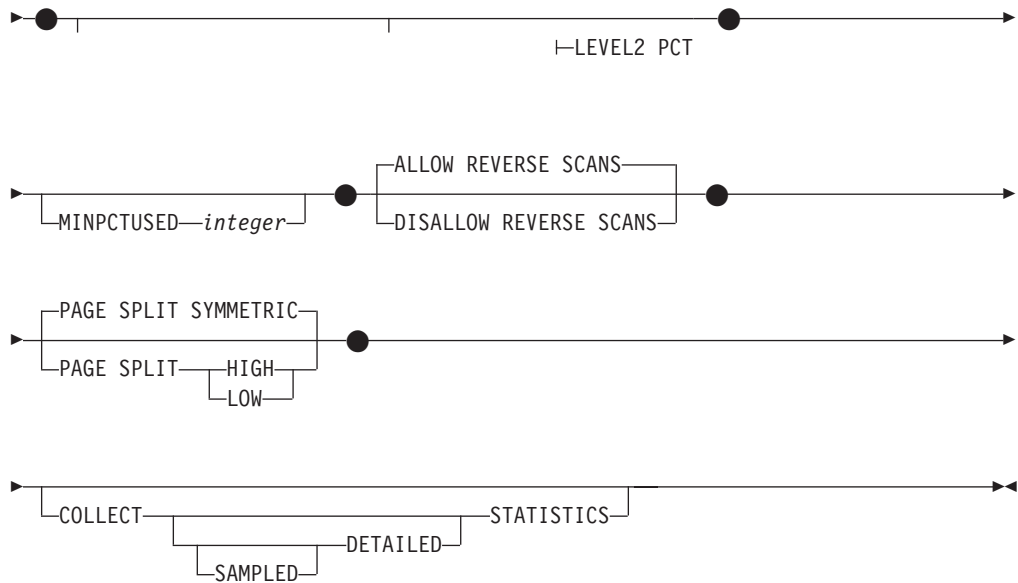 LEVEL2 PCT
ALLOW REVERSE SCANS
MINPCTUSED integer
DISALLOW REVERSE SCANS
PAGE SPLIT SYMMETRIC
PAGE SPLIT HIGH
LOW
COLLECT STATISTICS
DETAILED
SAMPLED